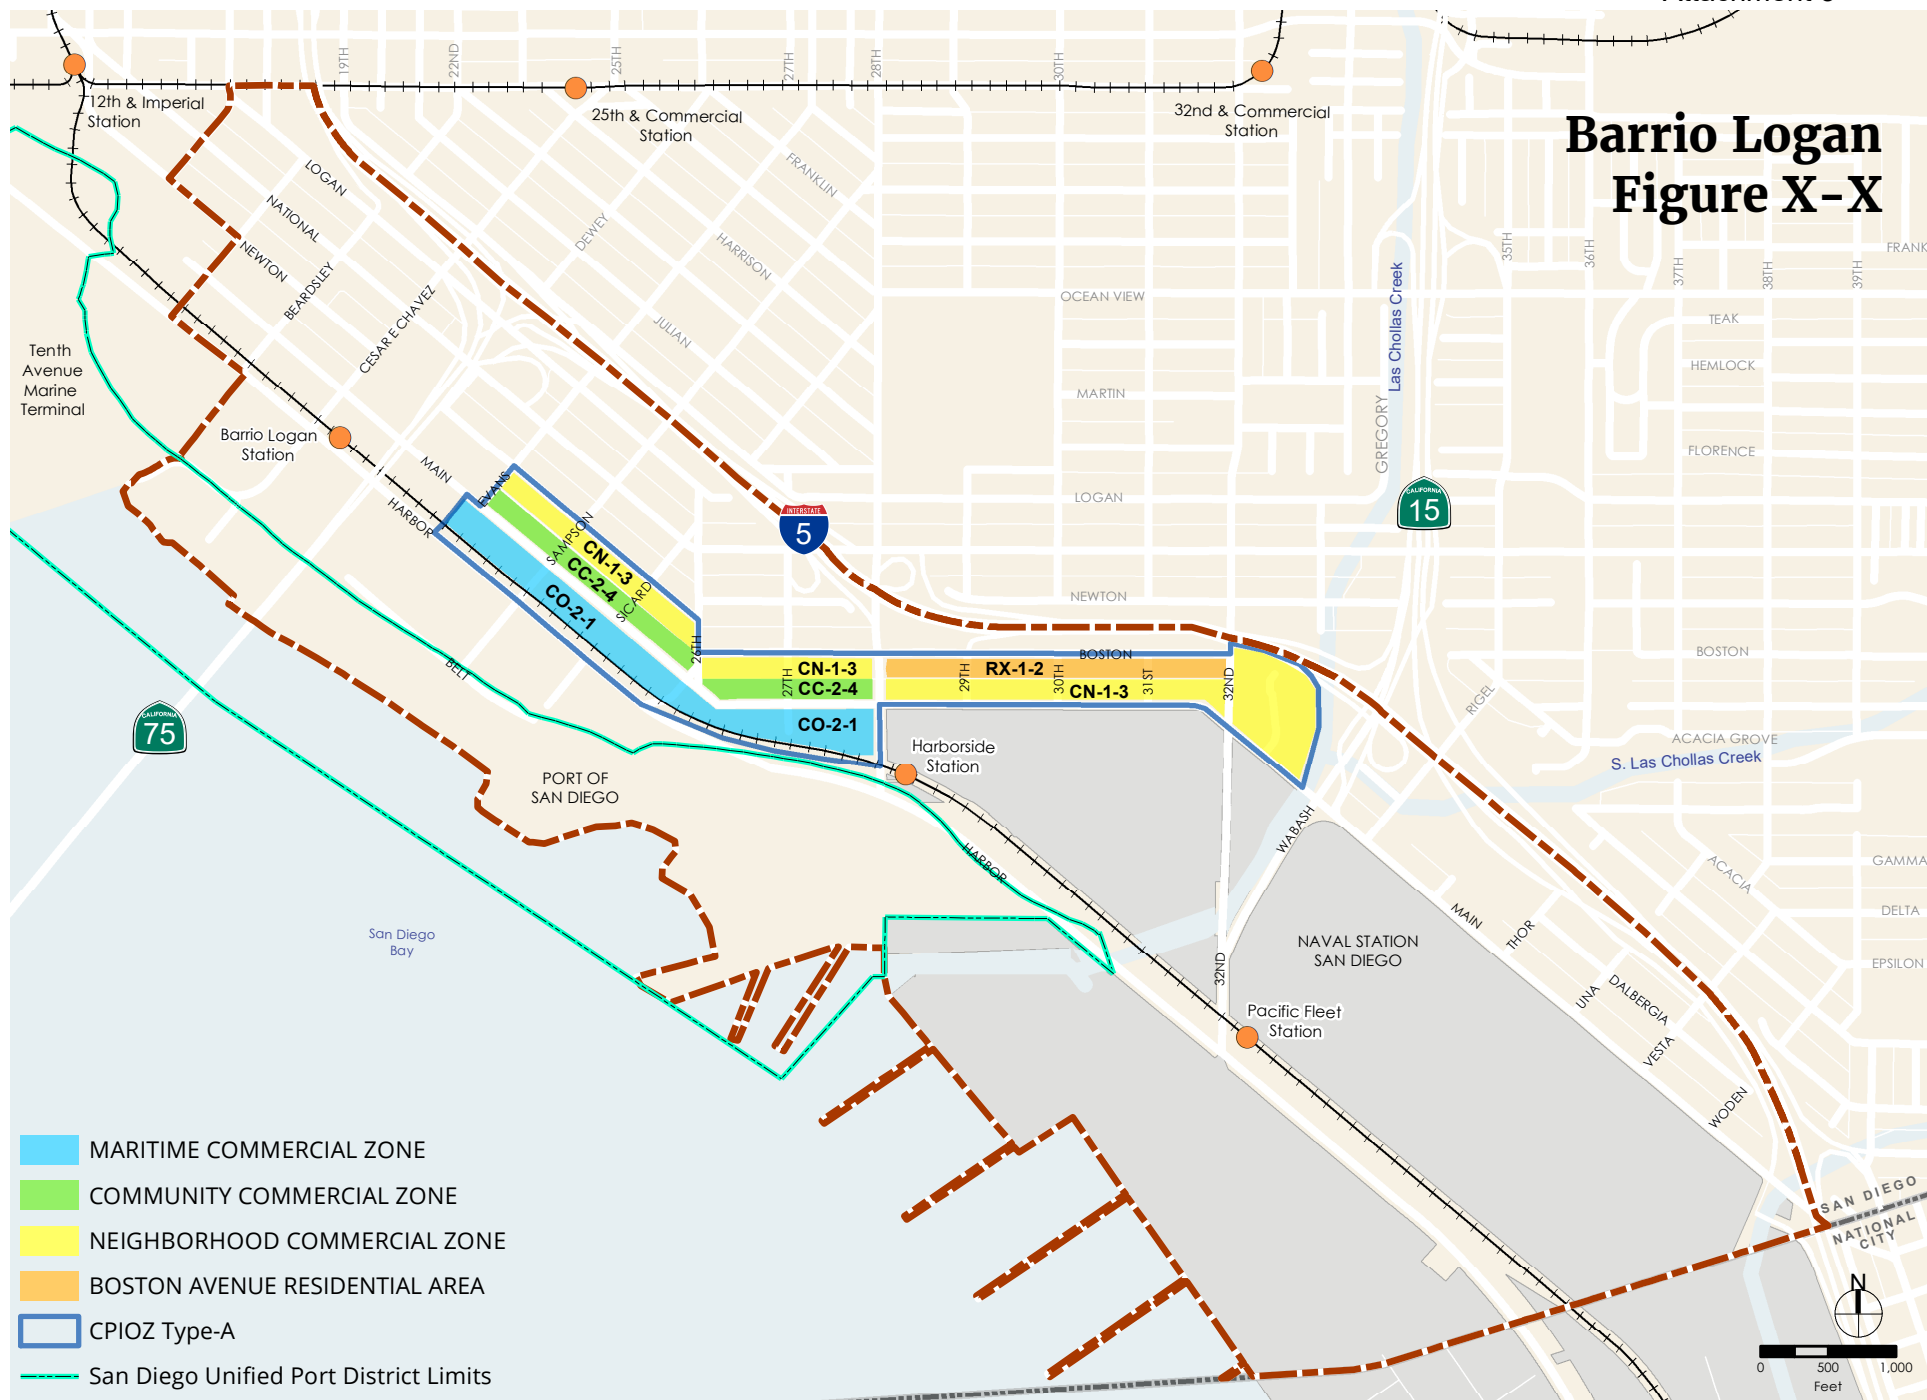 19TH
22ND
25TH
27TH
28TH
30TH
12th & Imperial
Station
25th & Commercial
Station
32nd & Commercial
Station
Barrio Logan
Figure X-X
LOGAN
NATIONAL
NEWTON
BEARDSLEY
CESAR E CHAVEZ
FRANKLIN
DEWEY
HARRISON
JULIAN
OCEAN VIEW
MARTIN
LOGAN
NEWTON
Las Chollas Creek
GREGORY
35TH
36TH
37TH
38TH
39TH
FRANK
TEAK
HEMLOCK
FLORENCE
BOSTON
RIGEL
ACACIA GROVE
S. Las Chollas Creek
ACACIA
GAMMA
DELTA
EPSILON
CALIFORNIA
15
INTERSTATE
5
CALIFORNIA
75
Tenth
Avenue
Marine
Terminal
Barrio Logan
Station
MAIN
HARBOR
EVANS
SAMPSON
SICARD
CN-1-3
CC-2-4
CO-2-1
26TH
27TH
CN-1-3
CC-2-4
CO-2-1
BOSTON
29TH
RX-1-2
30TH
31ST
CN-1-3
32ND
BELT
Harborside
Station
PORT OF
SAN DIEGO
HARBOR
WABASH
San Diego
Bay
32ND
NAVAL STATION
SAN DIEGO
Pacific Fleet
Station
MAIN
THOR
UNA
DALBERGIA
VESTA
WODEN
SAN DIEGO
NATIONAL
CITY
MARITIME COMMERCIAL ZONE
COMMUNITY COMMERCIAL ZONE
NEIGHBORHOOD COMMERCIAL ZONE
BOSTON AVENUE RESIDENTIAL AREA
CPIOZ Type-A
San Diego Unified Port District Limits
N
0 500 1,000
Feet